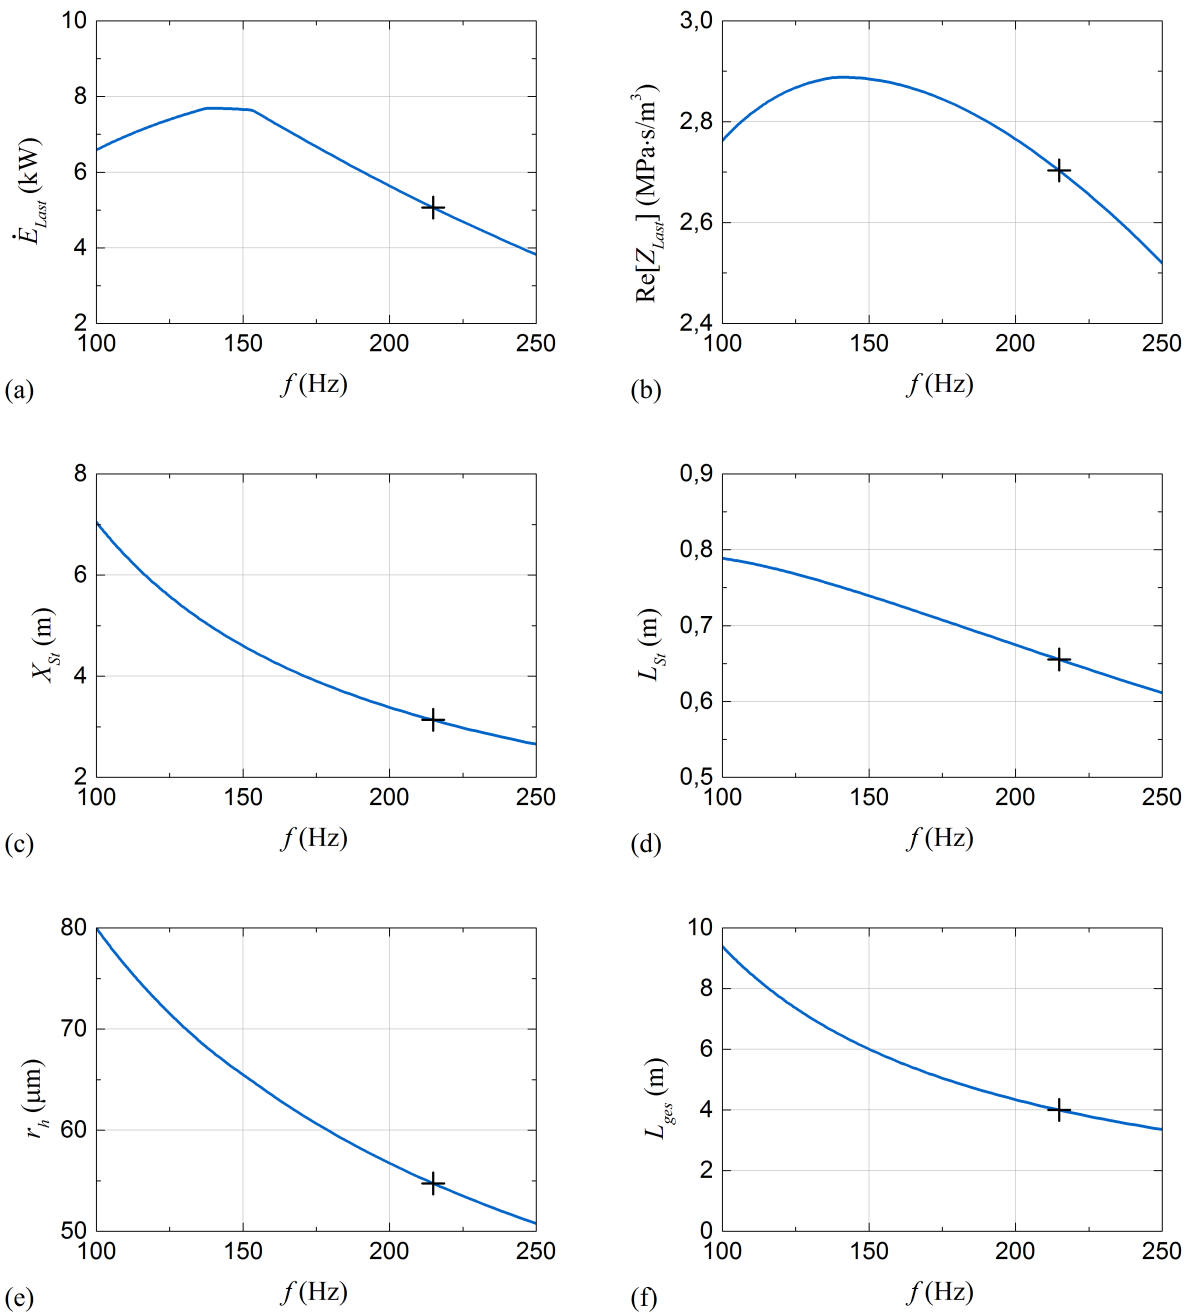 10
8
6
4
2
100 150 200 250
Ė_Last (kW)
f (Hz)
(a)
3,0
2,8
2,6
2,4
100 150 200 250
Re[Z_Last] (MPa·s/m³)
f (Hz)
(b)
8
6
4
2
100 150 200 250
X_St (m)
f (Hz)
(c)
0,9
0,8
0,7
0,6
0,5
100 150 200 250
L_St (m)
f (Hz)
(d)
80
70
60
50
100 150 200 250
r_h (μm)
f (Hz)
(e)
10
8
6
4
2
0
100 150 200 250
L_ges (m)
f (Hz)
(f)